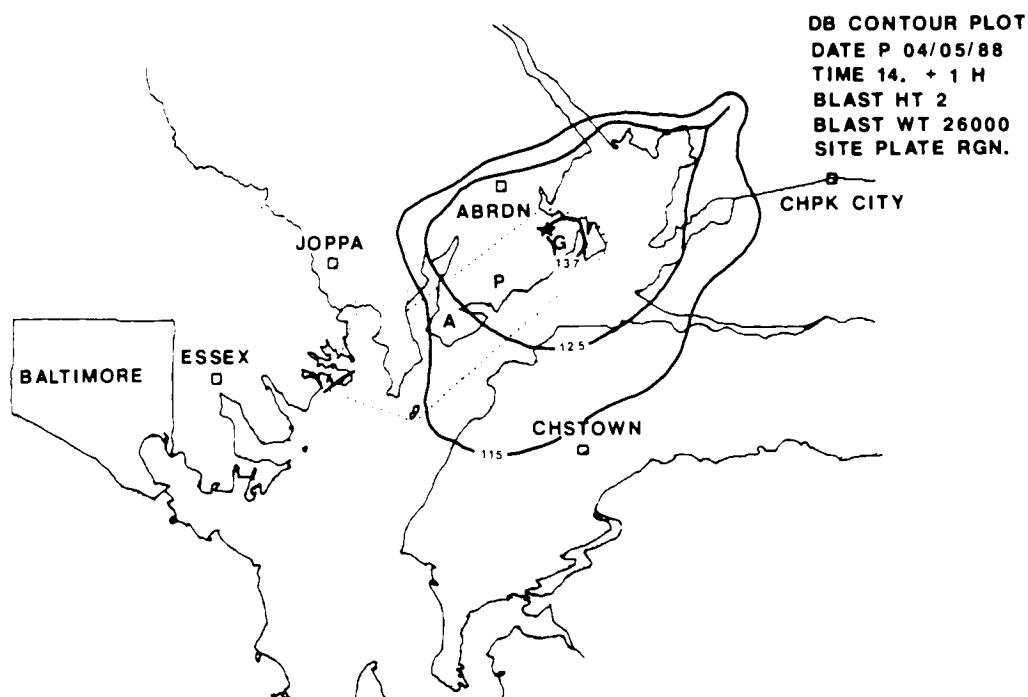 DB CONTOUR PLOT
DATE P 04/05/88
TIME 14. + 1 H
BLAST HT 2
BLAST WT 26000
SITE PLATE RGN.
ABRDN
CHPK CITY
JOPPA
G
137
P
A
125
ESSEX
BALTIMORE
CHSTOWN
115